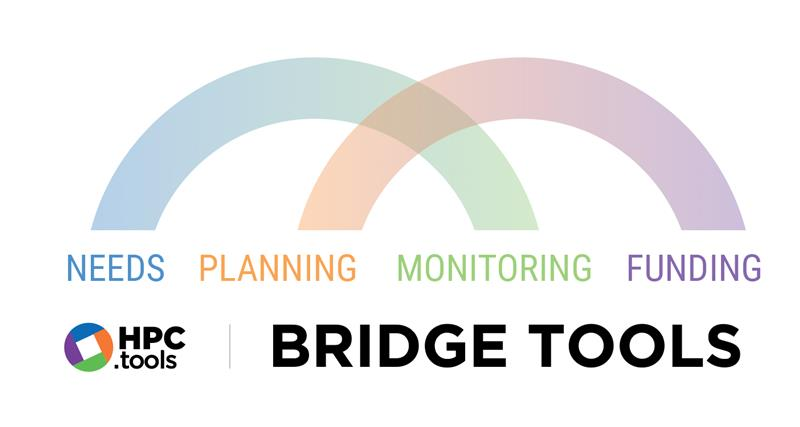 NEEDS PLANNING MONITORING FUNDING
HPC
.tools
BRIDGE TOOLS